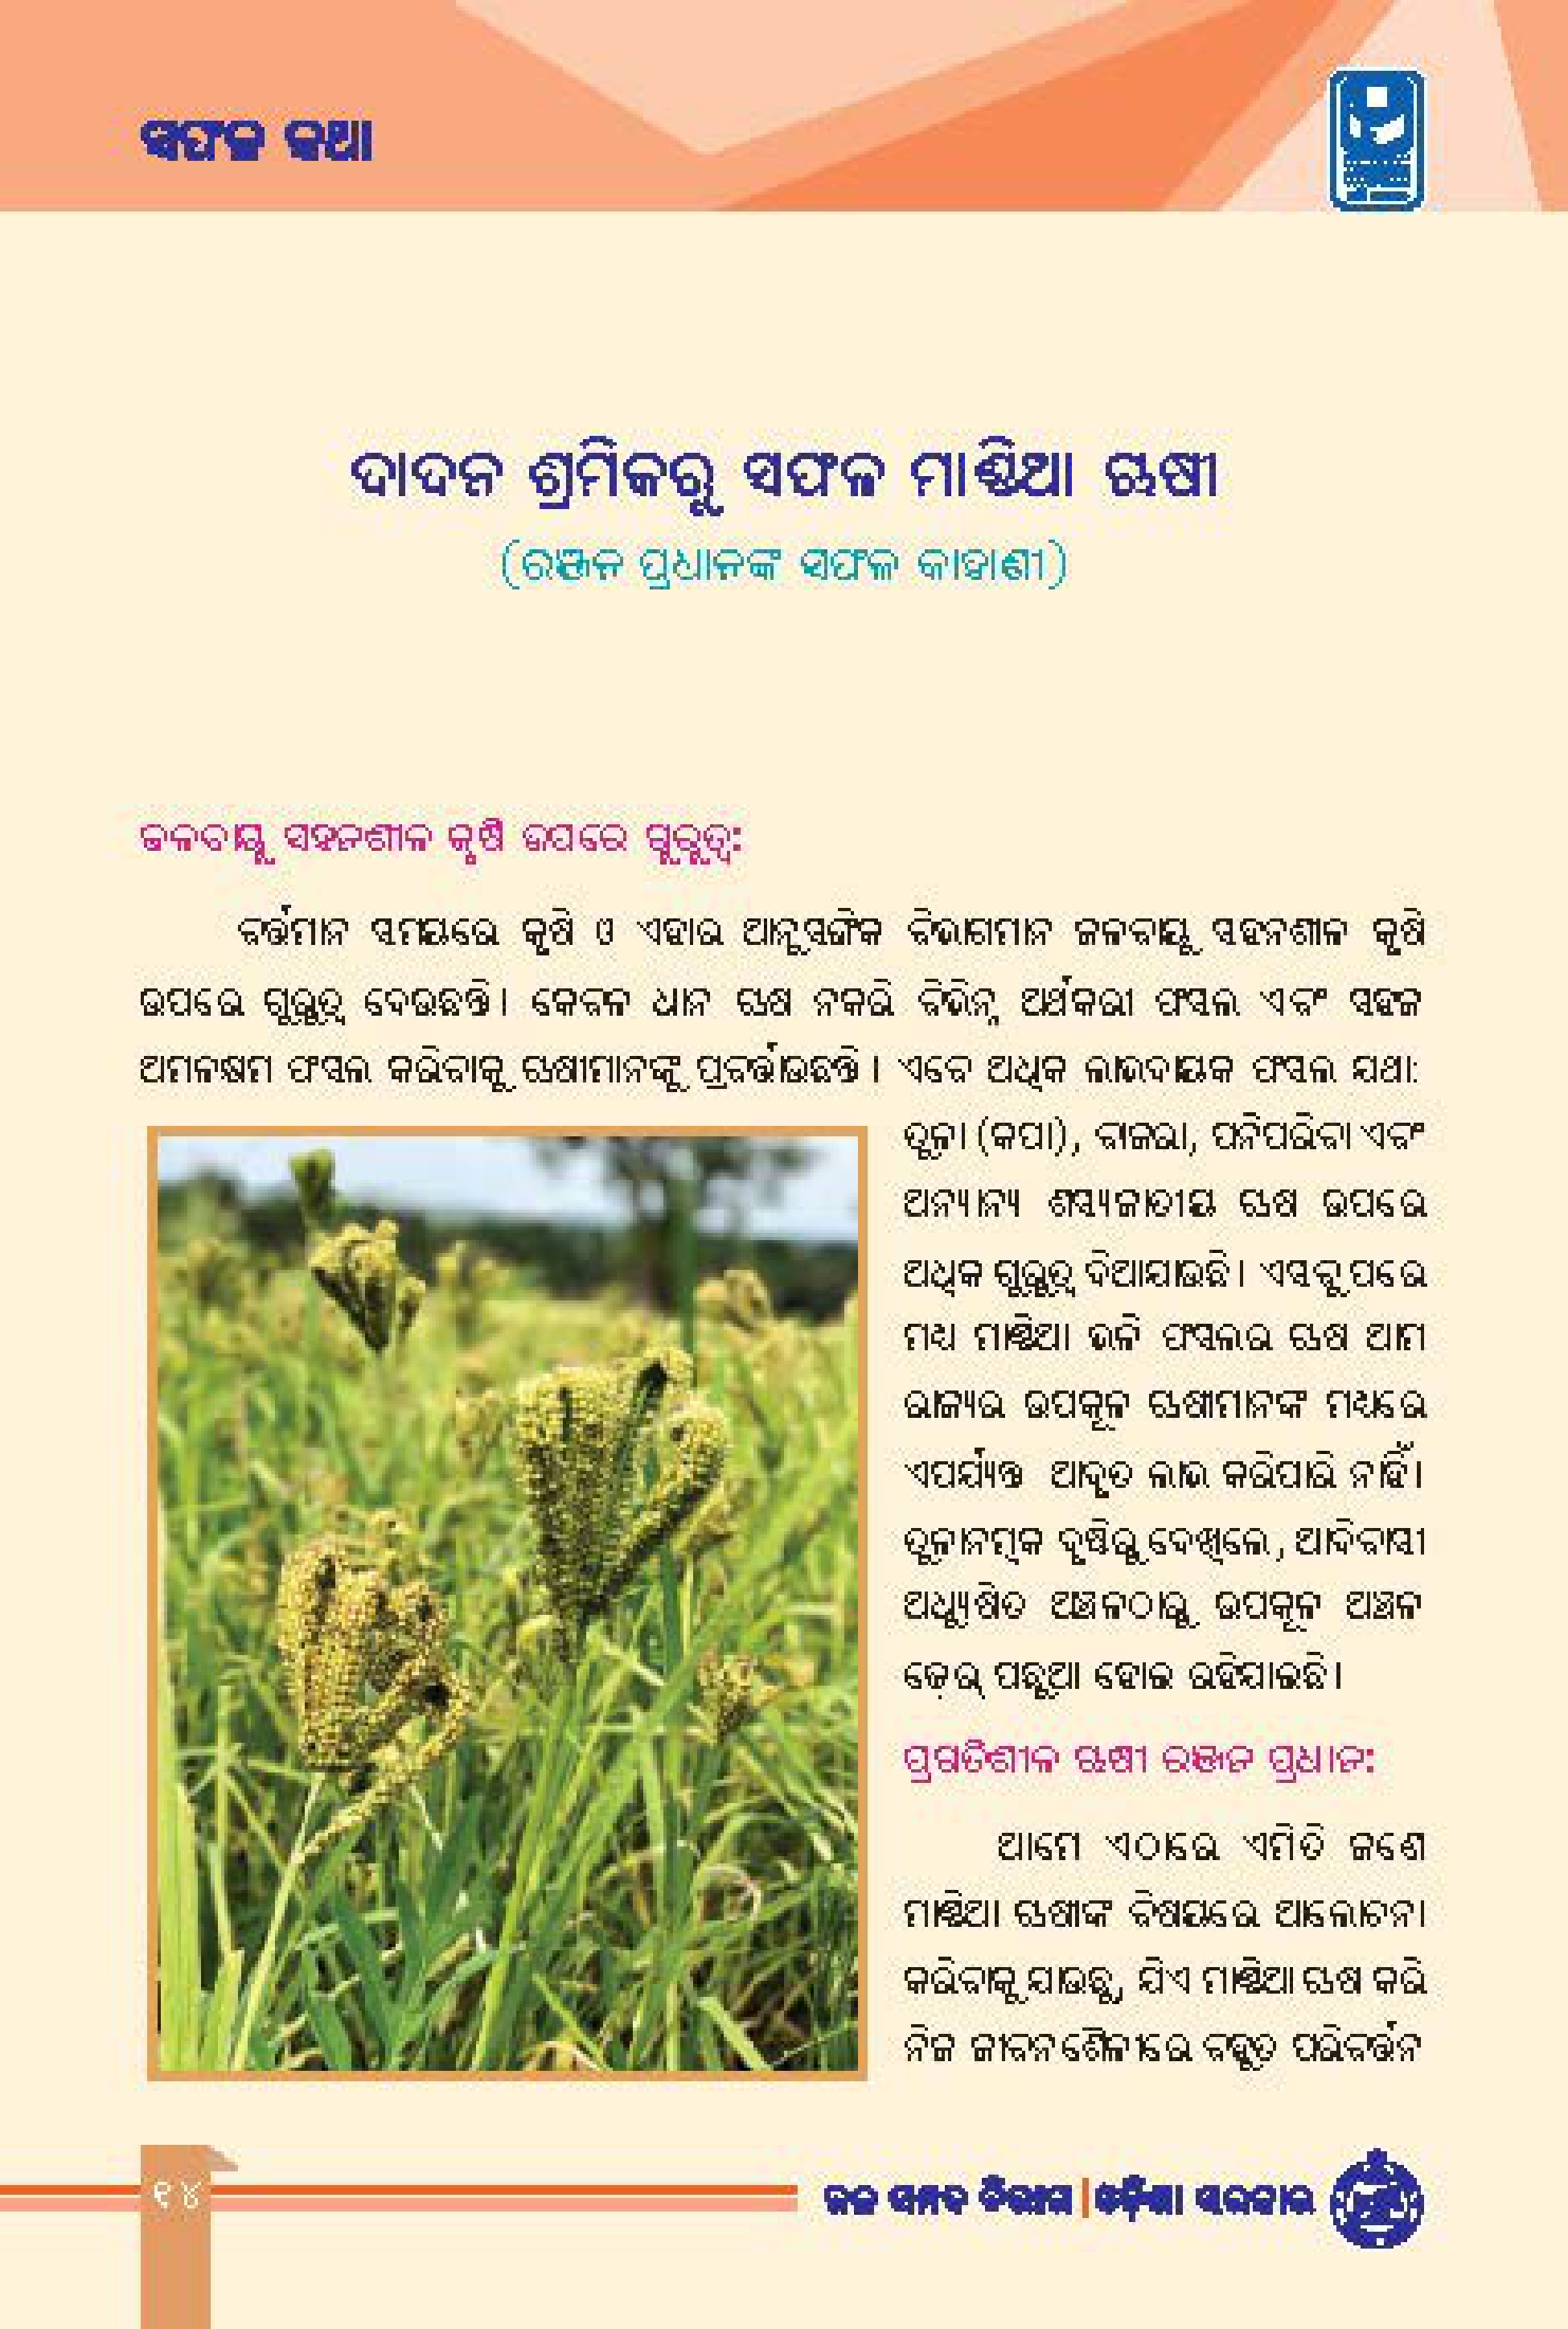 ସଫଳ କଥା
ଦାଦନ ଶ୍ରମିକରୁ ସଫଳ ମାଣ୍ଡିଆ ଚାଷୀ
(ରଞ୍ଜନ ପ୍ରଧାନଙ୍କ ସଫଳ କାହାଣୀ)
ଜଳବାୟୁ ସହନଶୀଳ କୃଷି ଉପରେ ଗୁରୁତ୍ୱ:
ବର୍ତ୍ତମାନ ସମୟରେ କୃଷି ଓ ଏହାର ଆନୁସଙ୍ଗିକ ବିଭାଗମାନ ଜଳବାୟୁ ସହନଶୀଳ କୃଷି
ଉପରେ ଗୁରୁତ୍ୱ ଦେଉଛନ୍ତି। କେବଳ ଧାନ ଚାଷ ନକରି ବିଭିନ୍ନ ଅର୍ଥକରୀ ଫସଲ ଏବଂ ସହଜ
ଅମଳକ୍ଷମ ଫସଲ କରିବାକୁ ଚାଷୀମାନଙ୍କୁ ପ୍ରବର୍ତ୍ତାଉଛନ୍ତି। ଏବେ ଅଧିକ ଲାଭଦାୟକ ଫସଲ ଯଥା:
ତୁଳା (କପା), ବାଜରା, ପନିପରିବା ଏବଂ
ଅନ୍ୟାନ୍ୟ ଶସ୍ୟଜାତୀୟ ଚାଷ ଉପରେ
ଅଧିକ ଗୁରୁତ୍ୱ ଦିଆଯାଉଛି। ଏସବୁ ପରେ
ମଧ୍ୟ ମାଣ୍ଡିଆ ଭଳି ଫସଲର ଚାଷ ଆମ
ରାଜ୍ୟର ଉପକୂଳ ଚାଷୀମାନଙ୍କ ମଧ୍ୟରେ
ଏପର୍ଯ୍ୟନ୍ତ ଆଦୃତ ଲାଭ କରିପାରି ନାହିଁ।
ତୁଳନାତ୍ମକ ଦୃଷ୍ଟିରୁ ଦେଖିଲେ, ଆଦିବାସୀ
ଅଧ୍ୟୁଷିତ ଅଞ୍ଚଳଠାରୁ ଉପକୂଳ ଅଞ୍ଚଳ
ଢେର୍ ପଛୁଆ ହୋଇ ରହିଯାଇଛି।
ପ୍ରଗତିଶୀଳ ଚାଷୀ ରଞ୍ଜନ ପ୍ରଧାନ:
ଆମେ ଏଠାରେ ଏମିତି ଜଣେ
ମାଣ୍ଡିଆ ଚାଷୀଙ୍କ ବିଷୟରେ ଆଲୋଚନା
କରିବାକୁ ଯାଉଛୁ, ଯିଏ ମାଣ୍ଡିଆ ଚାଷ କରି
ନିଜ ଜୀବନ ଶୈଳୀରେ ବହୁତ ପରିବର୍ତ୍ତନ
୧୪
ଜଳ ସମ୍ପଦ ବିଭାଗ | ଓଡ଼ିଶା ସରକାର